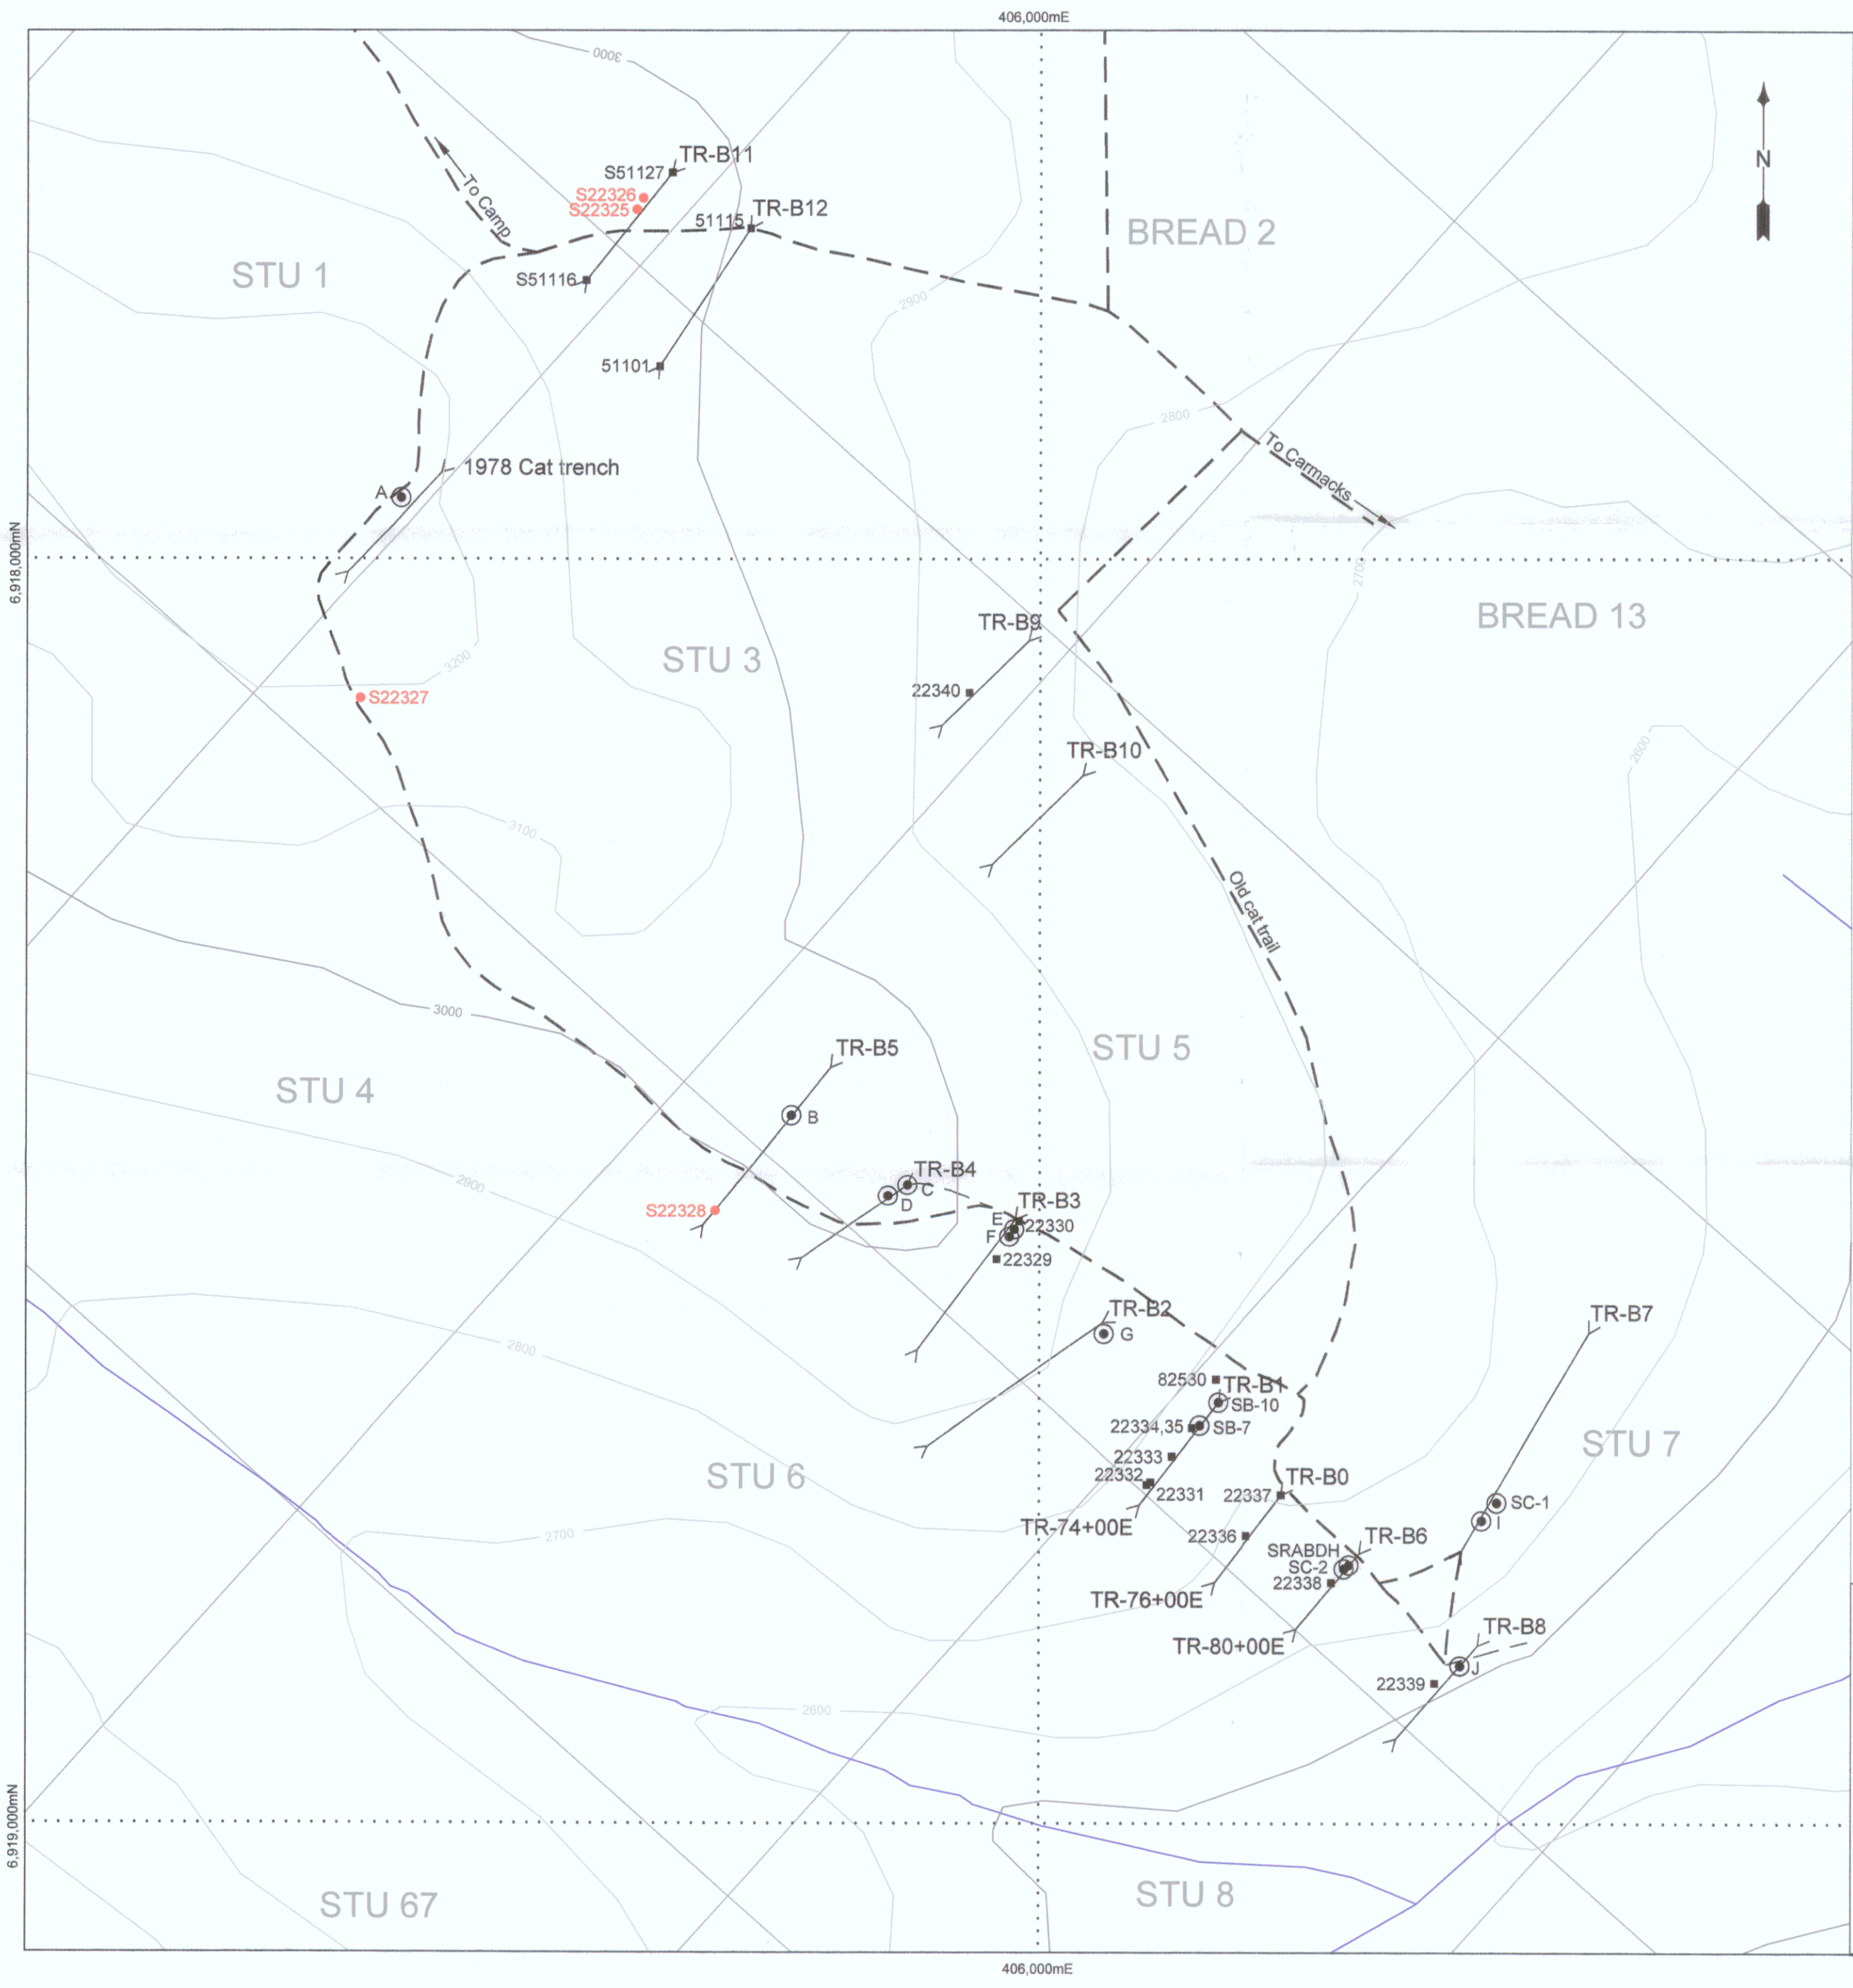 406,000mE
3000
TR-B11
S51127
S22326
S22325
To Camp
TR-B12
51115
BREAD 2
N
STU 1
S51116
2900
51101
2800
To Carmacks
1978 Cat trench
A
6,918,000mN
2700
BREAD 13
TR-B9
3200
STU 3
22340
S22327
TR-B10
2600
3100
Old cat trail
3000
TR-B5
STU 5
STU 4
B
TR-B4
C
D
2900
S22328
TR-B3
E
22330
F
22329
TR-B2
G
TR-B7
2800
82530
TR-B1
SB-10
22334,35
SB-7
STU 7
22333
22332
22331
STU 6
TR-B0
22337
SC-1
I
TR-74+00E
2700
22336
TR-B6
SRABDH
SC-2
22338
TR-76+00E
TR-80+00E
TR-B8
J
22339
2600
6,919,000mN
STU 67
STU 8
406,000mE